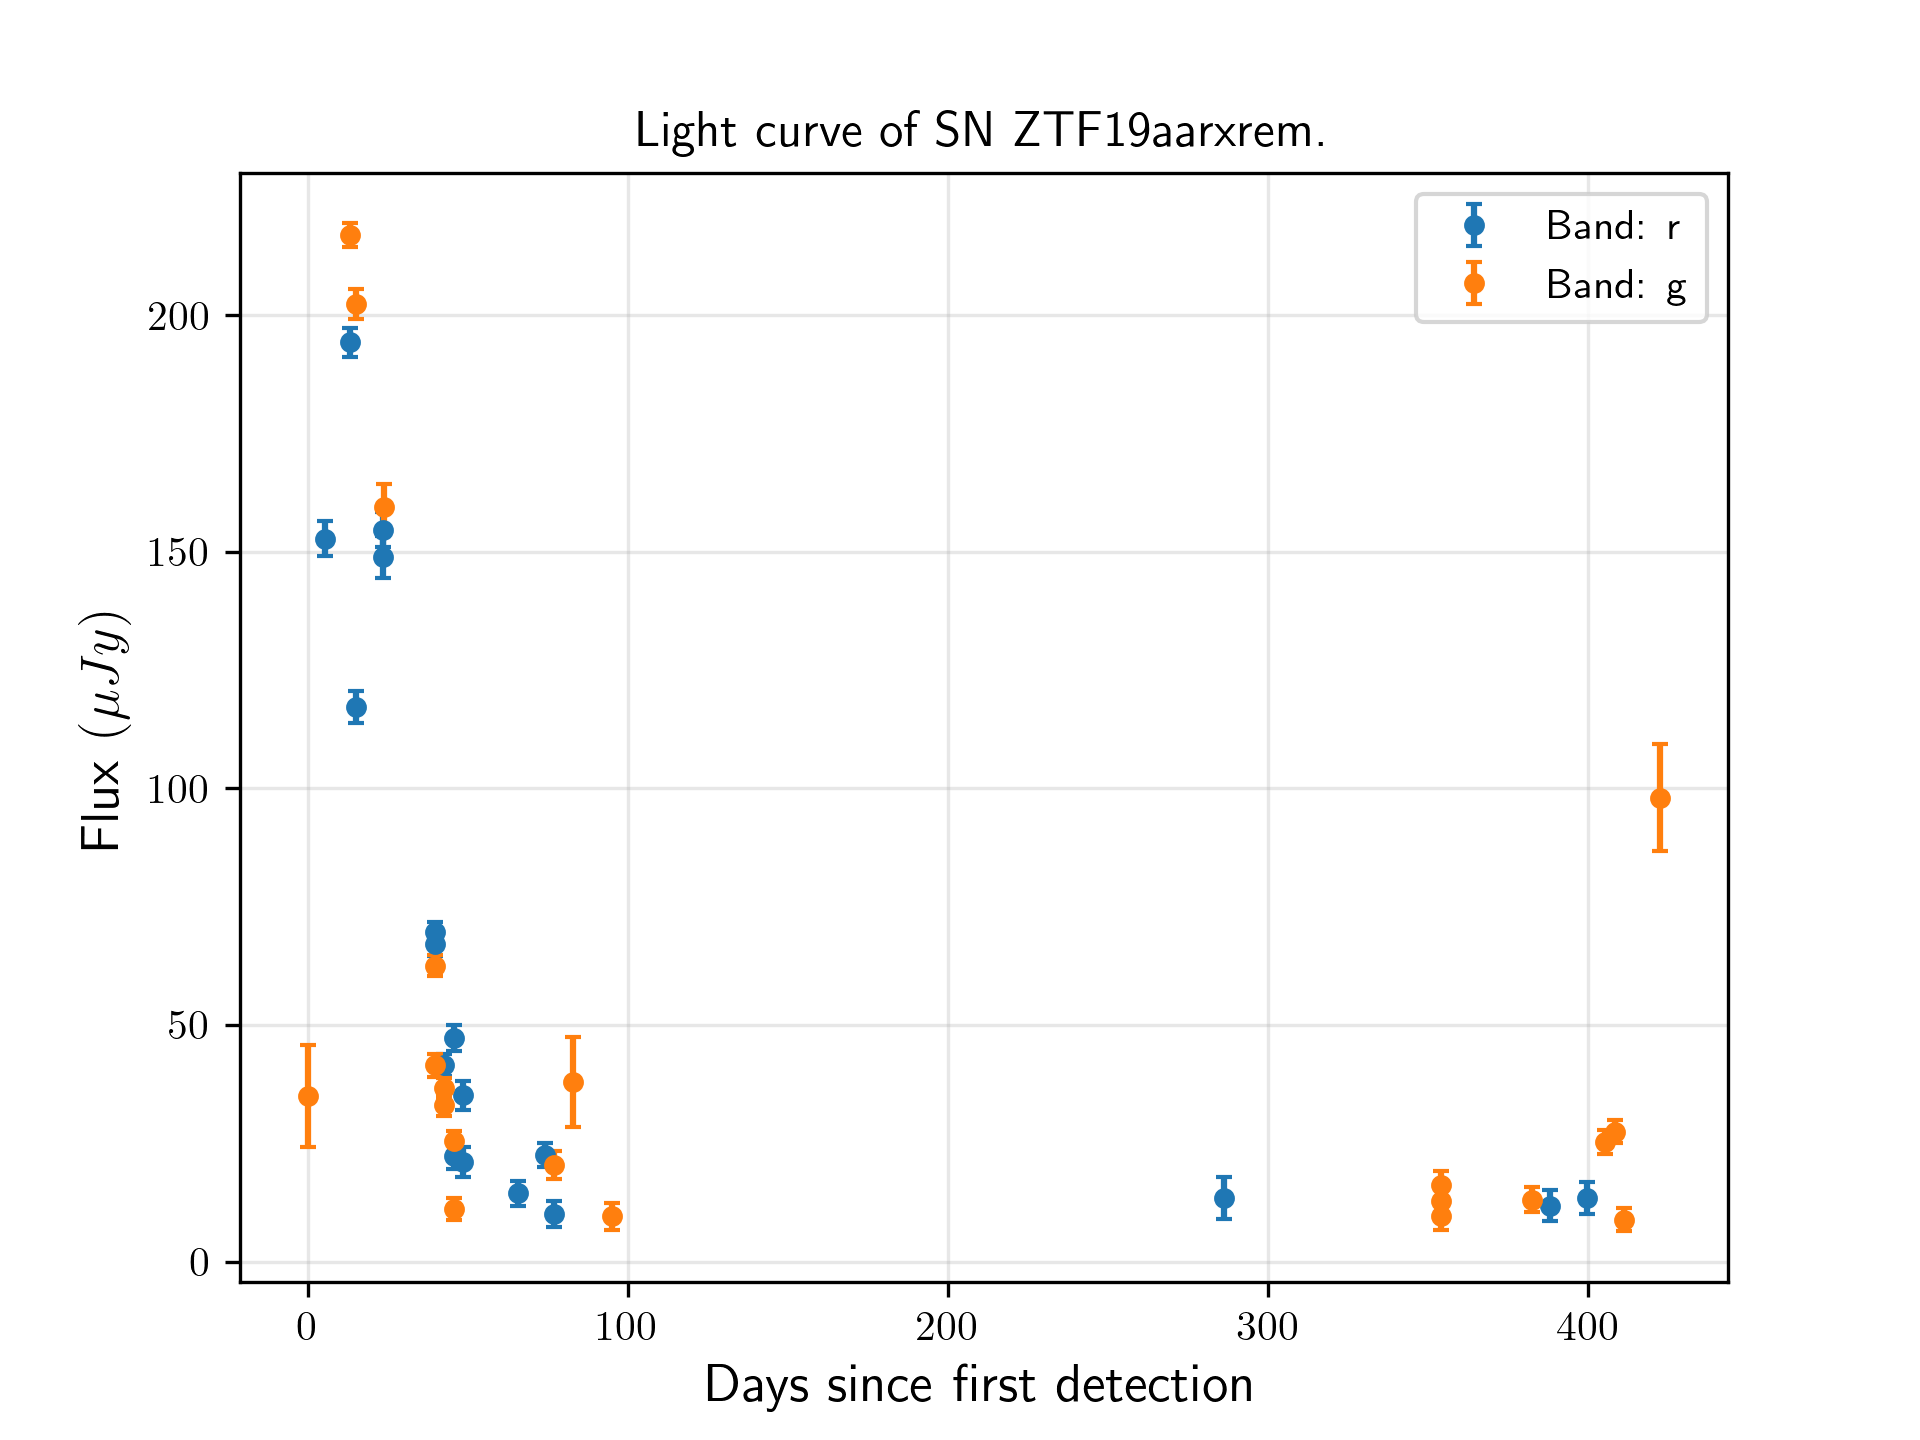 Light curve of SN ZTF19aarxrem.
Band: r
Band: g
200
150
100
50
0
Flux (μJy)
0 100 200 300 400
Days since first detection